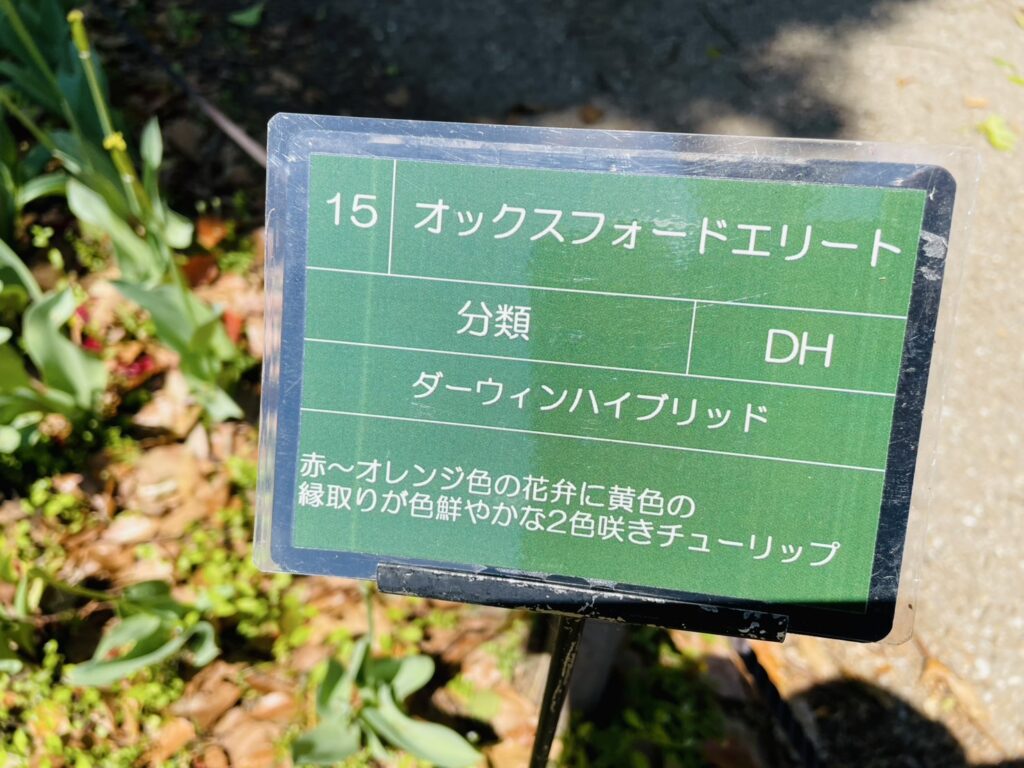 15 オックスフォードエリート
分類 DH
ダーウィンハイブリッド
赤～オレンジ色の花弁に黄色の
縁取りが色鮮やかな2色咲きチューリップ